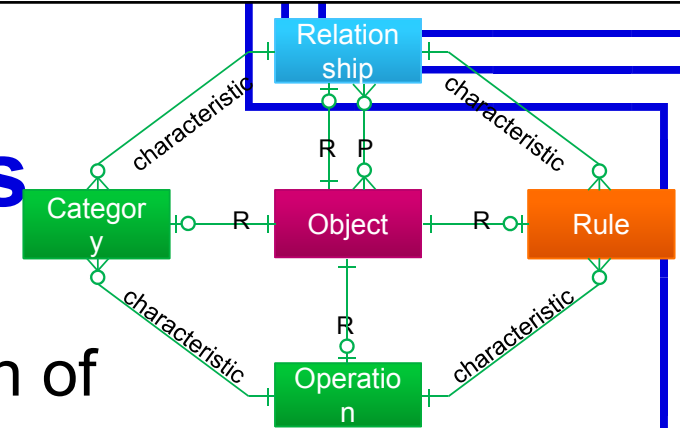 Relation
ship
characteristic
characteristic
R
P
s
Categor
y
R
Object
R
Rule
characteristic
R
characteristic
n of
Operatio
n